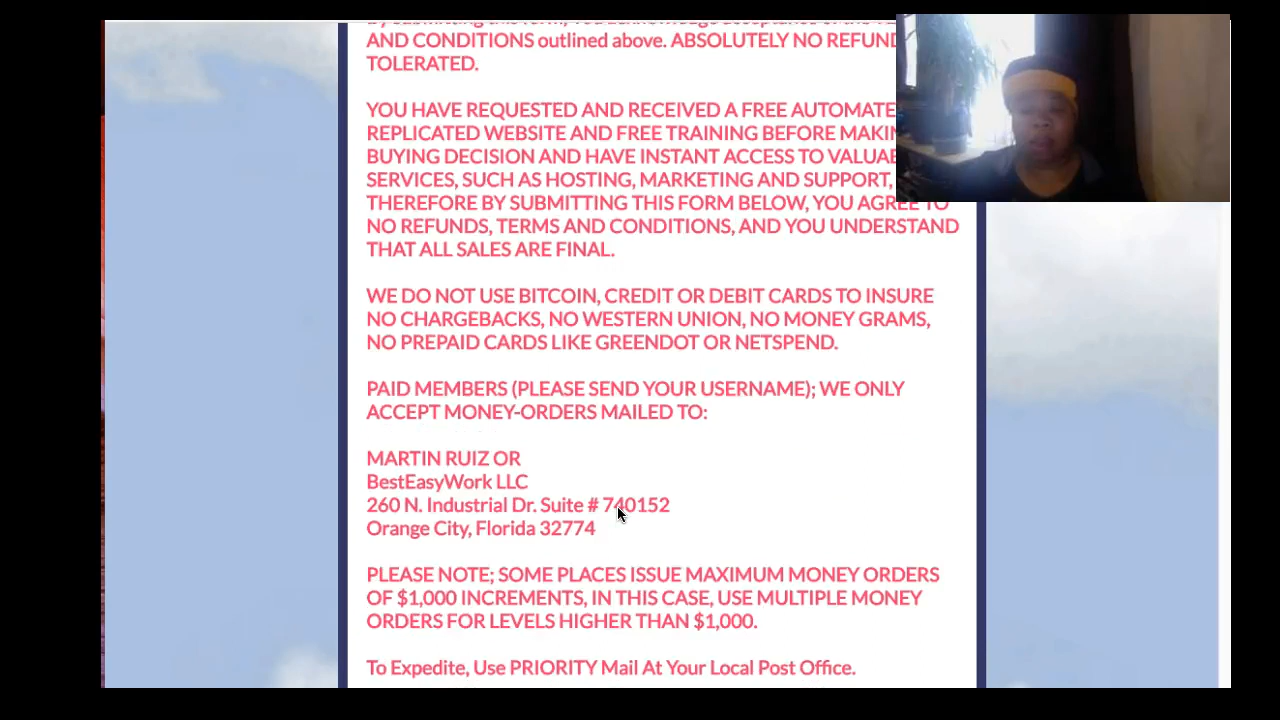 AND CONDITIONS outlined above. ABSOLUTELY NO REFUND
TOLERATED.
YOU HAVE REQUESTED AND RECEIVED A FREE AUTOMATE
REPLICATED WEBSITE AND FREE TRAINING BEFORE MAKIN
BUYING DECISION AND HAVE INSTANT ACCESS TO VALUAB
SERVICES, SUCH AS HOSTING, MARKETING AND SUPPORT,
THEREFORE BY SUBMITTING THIS FORM BELOW, YOU AGREE TO
NO REFUNDS, TERMS AND CONDITIONS, AND YOU UNDERSTAND
THAT ALL SALES ARE FINAL.
WE DO NOT USE BITCOIN, CREDIT OR DEBIT CARDS TO INSURE
NO CHARGEBACKS, NO WESTERN UNION, NO MONEY GRAMS,
NO PREPAID CARDS LIKE GREENDOT OR NETSPEND.
PAID MEMBERS (PLEASE SEND YOUR USERNAME); WE ONLY
ACCEPT MONEY-ORDERS MAILED TO:
MARTIN RUIZ OR
BestEasyWork LLC
260 N. Industrial Dr. Suite # 740152
Orange City, Florida 32774
PLEASE NOTE; SOME PLACES ISSUE MAXIMUM MONEY ORDERS
OF $1,000 INCREMENTS, IN THIS CASE, USE MULTIPLE MONEY
ORDERS FOR LEVELS HIGHER THAN $1,000.
To Expedite, Use PRIORITY Mail At Your Local Post Office.